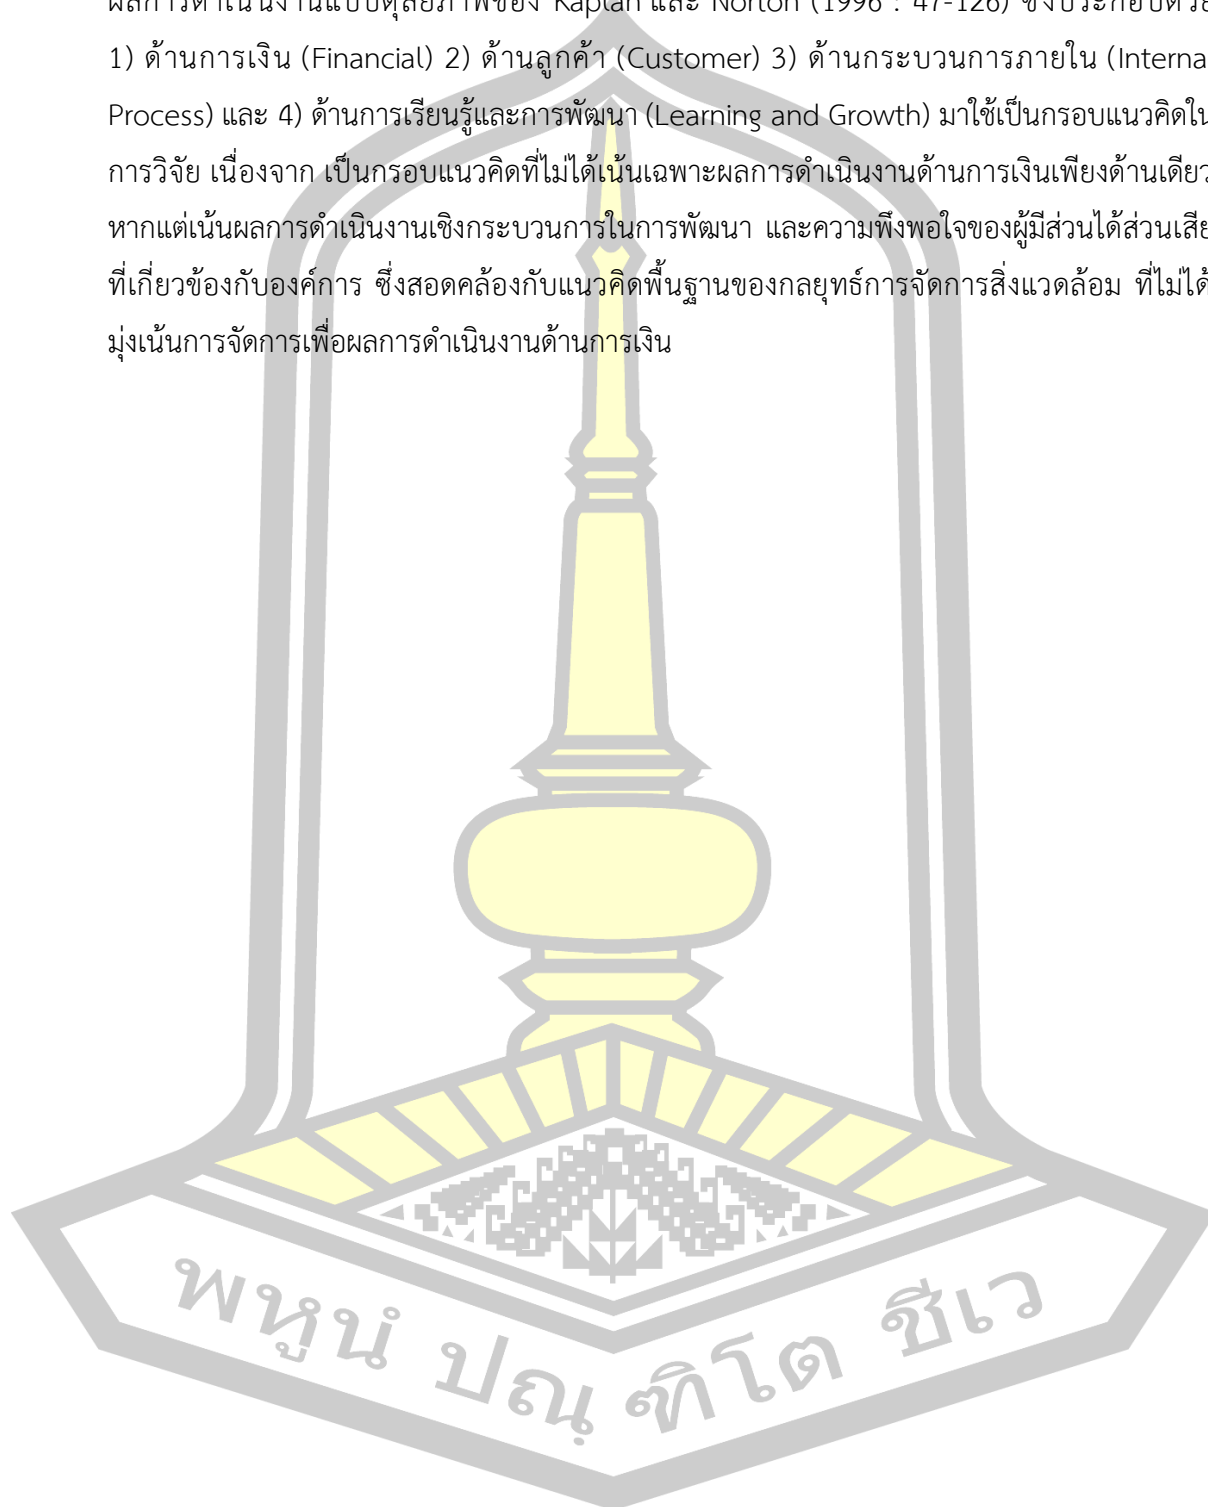 ผลการดำเนินงานแบบดุลยภาพของ Kaplan และ Norton (1996 : 47-126) ซึ่งประกอบด้วย
1) ด้านการเงิน (Financial) 2) ด้านลูกค้า (Customer) 3) ด้านกระบวนการภายใน (Interna
Process) และ 4) ด้านการเรียนรู้และการพัฒนา (Learning and Growth) มาใช้เป็นกรอบแนวคิดใน
การวิจัย เนื่องจาก เป็นกรอบแนวคิดที่ไม่ได้เน้นเฉพาะผลการดำเนินงานด้านการเงินเพียงด้านเดียว
หากแต่เน้นผลการดำเนินงานเชิงกระบวนการในการพัฒนา และความพึงพอใจของผู้มีส่วนได้ส่วนเสีย
ที่เกี่ยวข้องกับองค์การ ซึ่งสอดคล้องกับแนวคิดพื้นฐานของกลยุทธ์การจัดการสิ่งแวดล้อม ที่ไม่ได้
มุ่งเน้นการจัดการเพื่อผลการดำเนินงานด้านการเงิน
พหูนํ ปณฺฑิโต ชีเว